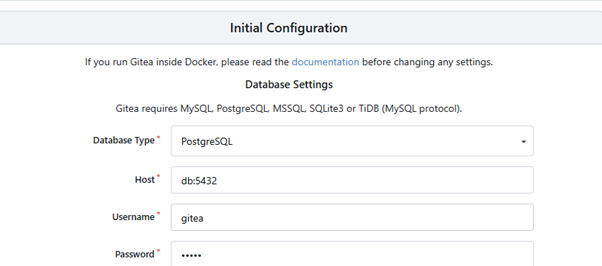 Initial Configuration
If you run Gitea inside Docker, please read the documentation before changing any settings.
Database Settings
Gitea requires MySQL, PostgreSQL, MSSQL, SQLite3 or TiDB (MySQL protocol).
Database Type * PostgreSQL
Host * db:5432
Username * gitea
Password * •••••